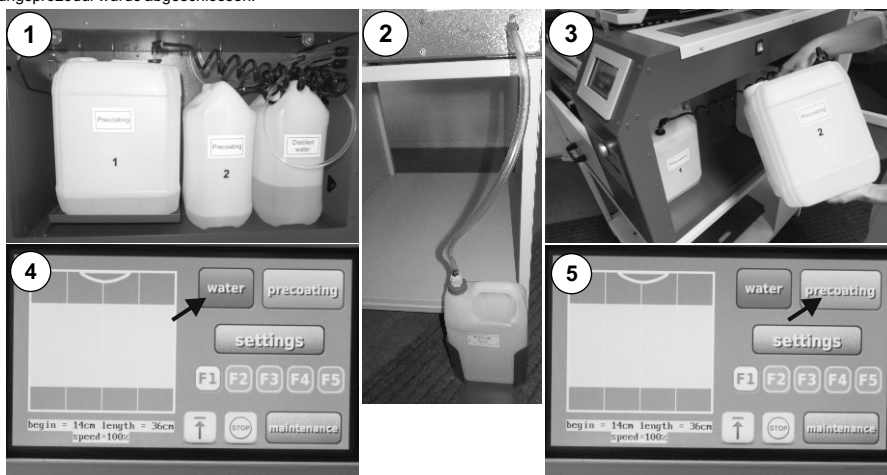 1
Precoating
1
Precoating
2
Distilled
water
2
3
Precoating
1
Precoating
2
4
water
precoating
settings
F1 F2 F3 F4 F5
begin = 14cm length = 36cm
speed=100%
STOP
maintenance
5
water
precoating
settings
F1 F2 F3 F4 F5
begin = 14cm length = 36cm
speed=100%
STOP
maintenance